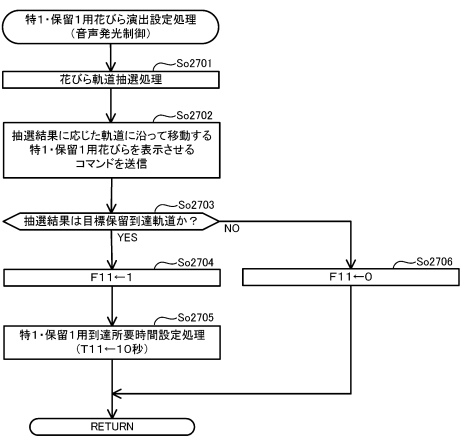 特1・保留1用花びら演出設定処理
(音声発光制御)
So2701
花びら軌道抽選処理
So2702
抽選結果に応じた軌道に沿って移動する
特1・保留1用花びらを表示させる
コマンドを送信
So2703
抽選結果は目標保留到達軌道か?
NO
YES
So2704
F11←1
So2706
F11←0
So2705
特1・保留1用到達所要時間設定処理
(T11←10秒)
RETURN